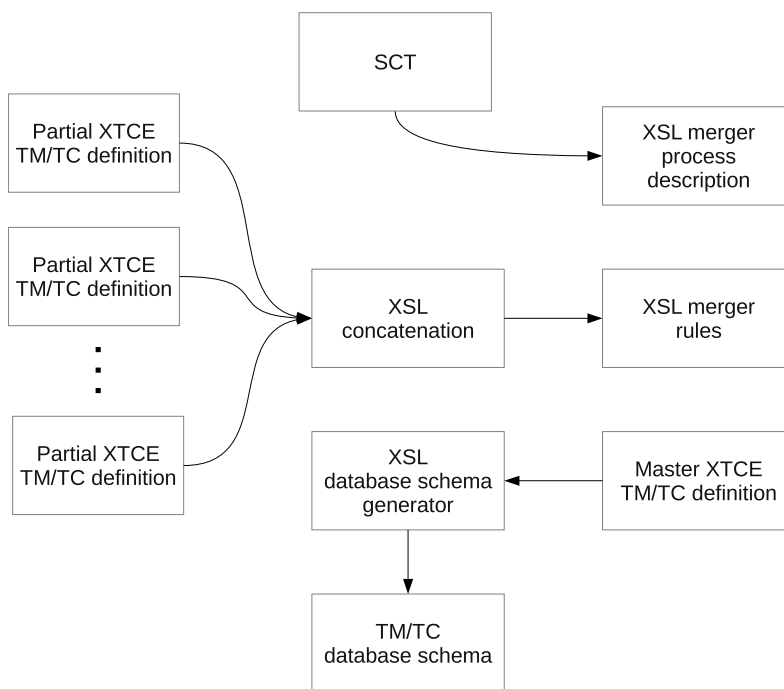 SCT
Partial XTCE
TM/TC definition
XSL merger
process
description
Partial XTCE
TM/TC definition
XSL
concatenation
XSL merger
rules
Partial XTCE
TM/TC definition
XSL
database schema
generator
Master XTCE
TM/TC definition
TM/TC
database schema